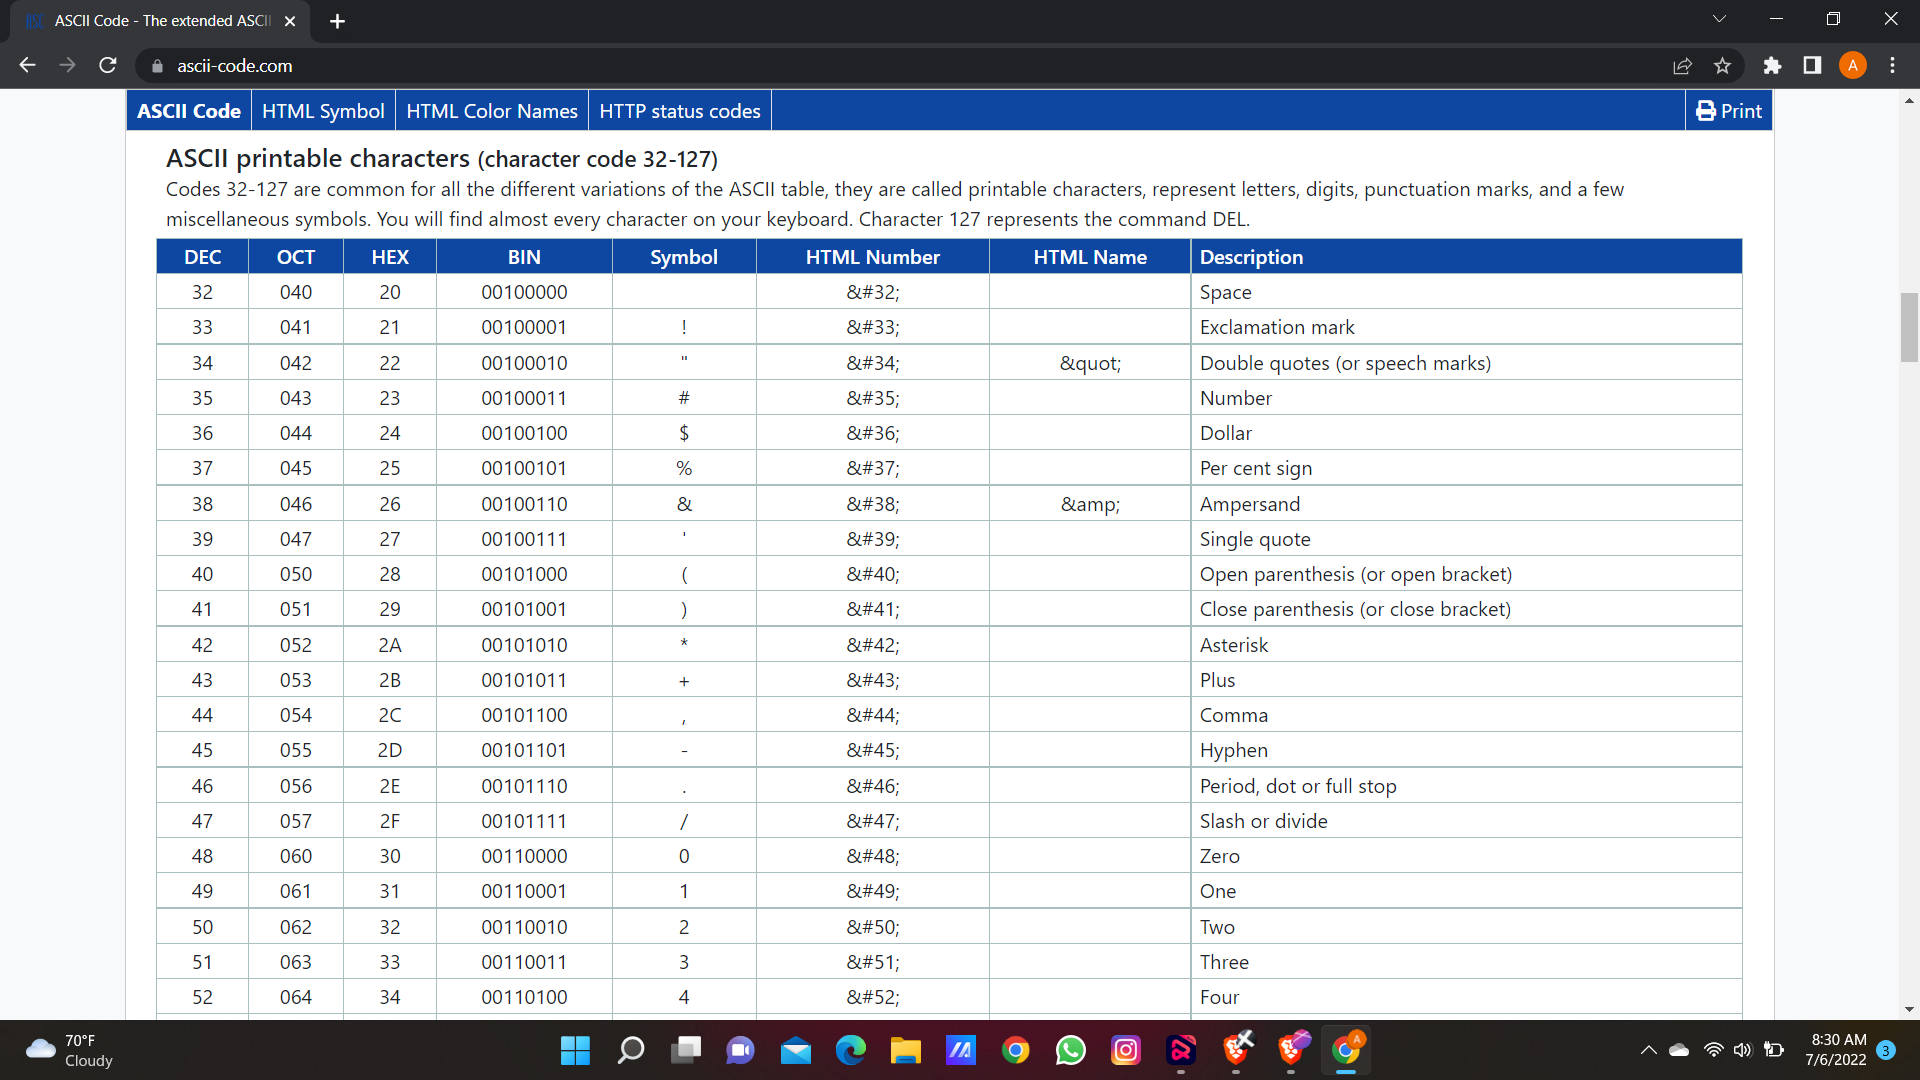 ASCII Code - The extended ASCII
ascii-code.com
A
ASCII Code HTML Symbol HTML Color Names HTTP status codes Print
ASCII printable characters (character code 32-127)
Codes 32-127 are common for all the different variations of the ASCII table, they are called printable characters, represent letters, digits, punctuation marks, and a few
miscellaneous symbols. You will find almost every character on your keyboard. Character 127 represents the command DEL.
DEC OCT HEX BIN Symbol HTML Number HTML Name Description
32 040 20 00100000 &#32; Space
33 041 21 00100001 ! &#33; Exclamation mark
34 042 22 00100010 " &#34; &quot; Double quotes (or speech marks)
35 043 23 00100011 # &#35; Number
36 044 24 00100100 $ &#36; Dollar
37 045 25 00100101 % &#37; Per cent sign
38 046 26 00100110 & &#38; &amp; Ampersand
39 047 27 00100111 ' &#39; Single quote
40 050 28 00101000 ( &#40; Open parenthesis (or open bracket)
41 051 29 00101001 ) &#41; Close parenthesis (or close bracket)
42 052 2A 00101010 * &#42; Asterisk
43 053 2B 00101011 + &#43; Plus
44 054 2C 00101100 , &#44; Comma
45 055 2D 00101101 - &#45; Hyphen
46 056 2E 00101110 . &#46; Period, dot or full stop
47 057 2F 00101111 / &#47; Slash or divide
48 060 30 00110000 0 &#48; Zero
49 061 31 00110001 1 &#49; One
50 062 32 00110010 2 &#50; Two
51 063 33 00110011 3 &#51; Three
52 064 34 00110100 4 &#52; Four
70°F
Cloudy
A
8:30 AM
7/6/2022
3